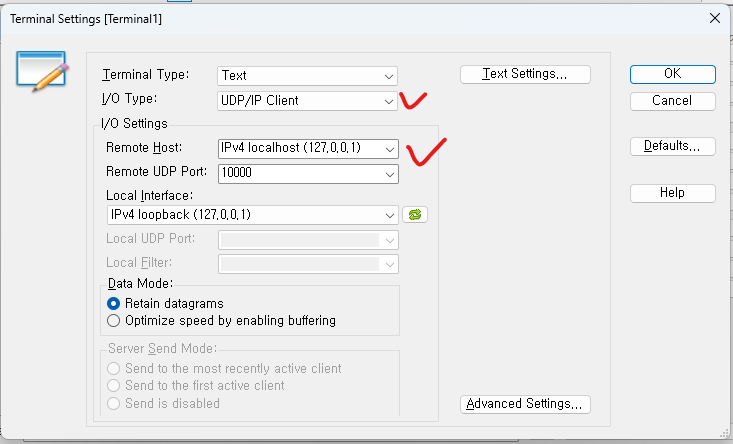 Terminal Settings [Terminal1]
Terminal Type: Text
Text Settings...
OK
I/O Type: UDP/IP Client
Cancel
I/O Settings
Remote Host: IPv4 localhost (127.0.0.1)
Defaults...
Remote UDP Port: 10000
Local Interface:
Help
IPv4 loopback (127.0.0.1)
Local UDP Port:
Local Filter:
Data Mode:
Retain datagrams
Optimize speed by enabling buffering
Server Send Mode:
Send to the most recently active client
Send to the first active client
Send is disabled
Advanced Settings...